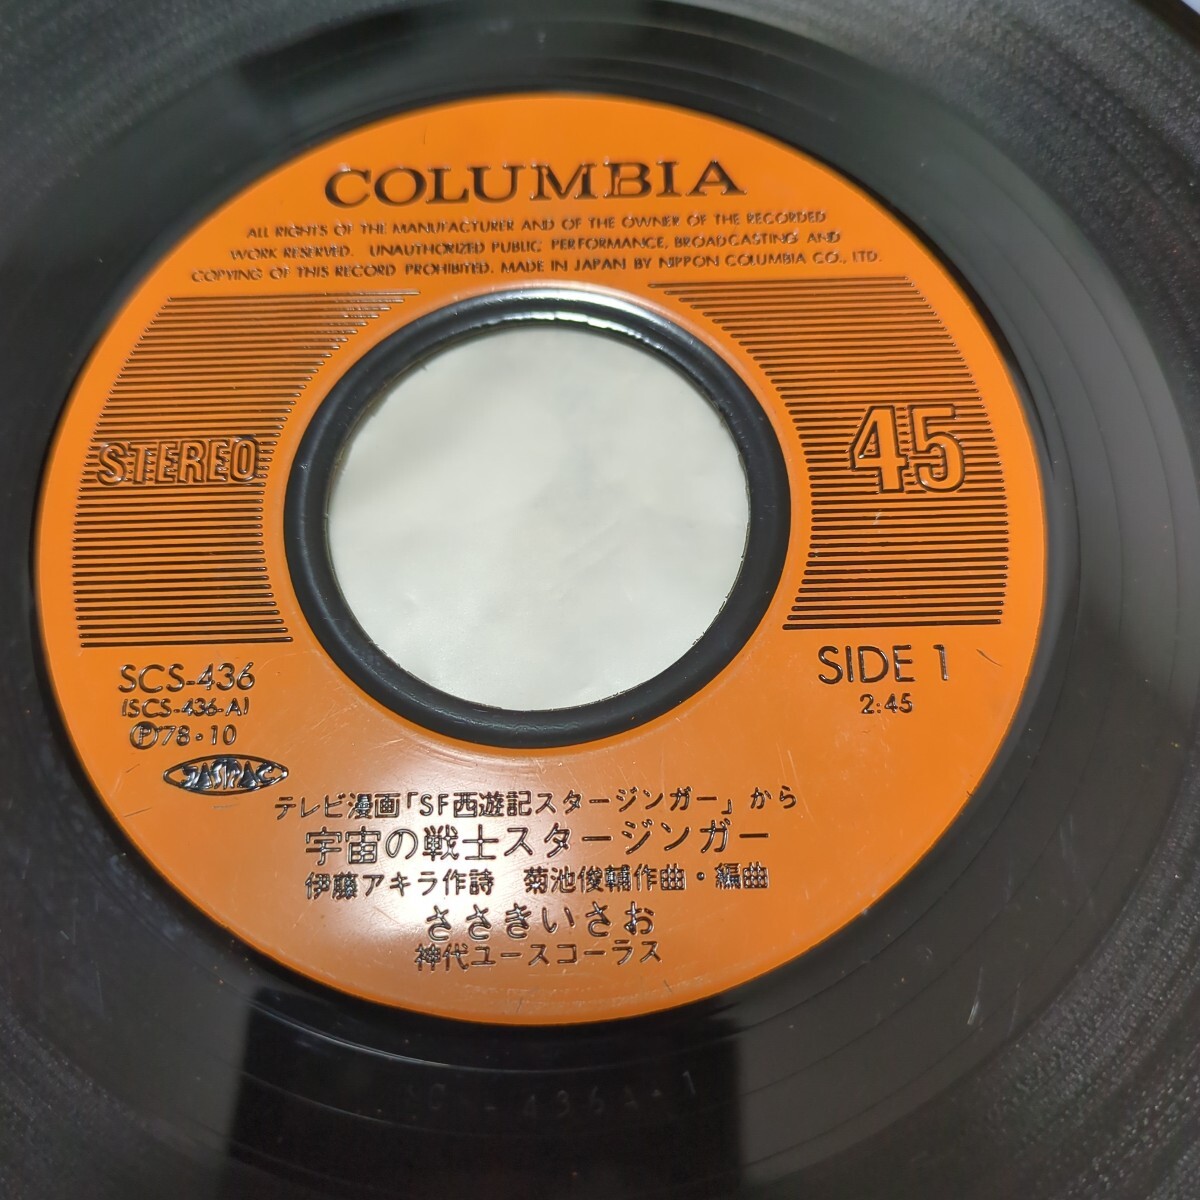 COLUMBIA
ALL RIGHTS OF THE MANUFACTURER AND OF THE OWNER OF THE RECORDED
WORK RESERVED. UNAUTHORIZED PUBLIC PERFORMANCE, BROADCASTING AND
COPYING OF THIS RECORD PROHIBITED. MADE IN JAPAN BY NIPPON COLUMBIA CO., LTD.
STEREO
45
SCS-436
(SCS-436-A)
Ⓟ78・10
JASRAC
SIDE 1
2:45
テレビ漫画「SF西遊記スタージンガー」から
宇宙の戦士スタージンガー
伊藤アキラ作詩 菊池俊輔作曲・編曲
ささきいさお
神代ユースコーラス